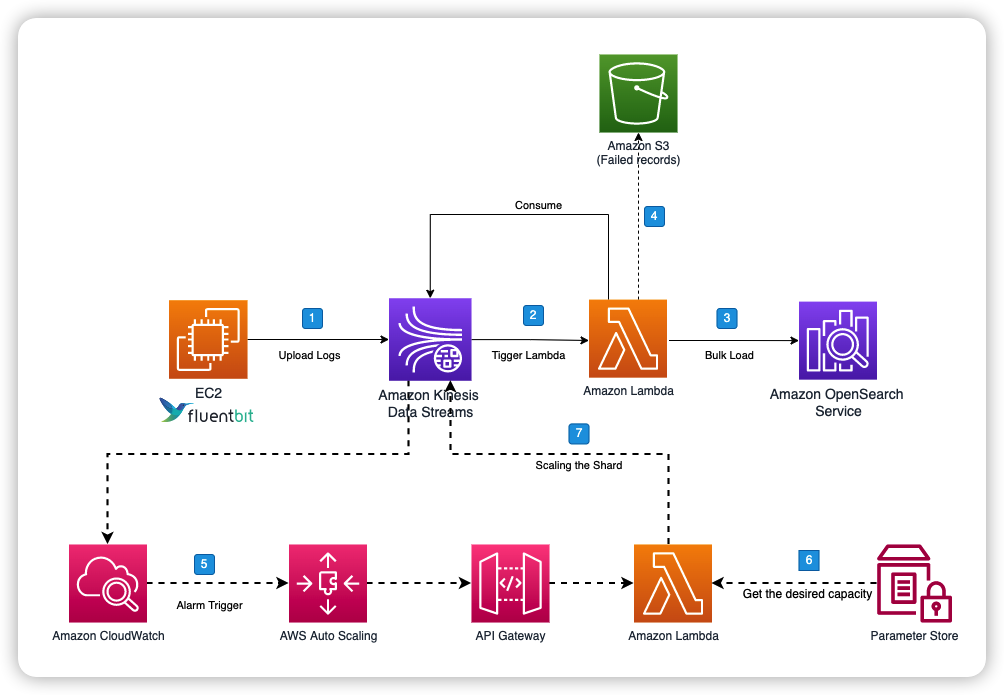 Amazon S3
(Failed records)
4
Consume
1
2
3
Upload Logs
Tigger Lambda
Bulk Load
EC2
fluentbit
Amazon Kinesis
Data Streams
Amazon Lambda
Amazon OpenSearch
Service
7
Scaling the Shard
5
6
Alarm Trigger
Get the desired capacity
Amazon CloudWatch
AWS Auto Scaling
API Gateway
Amazon Lambda
Parameter Store